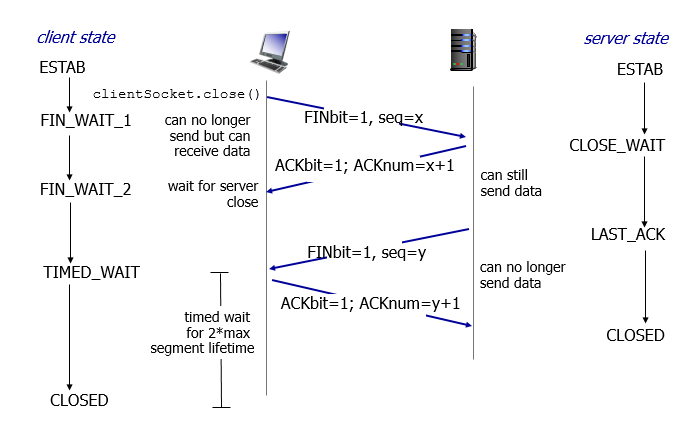 client state
server state
ESTAB
ESTAB
clientSocket.close()
FIN_WAIT_1
can no longer
send but can
receive data
FINbit=1, seq=x
CLOSE_WAIT
ACKbit=1; ACKnum=x+1
FIN_WAIT_2
wait for server
close
can still
send data
LAST_ACK
FINbit=1, seq=y
TIMED_WAIT
can no longer
send data
ACKbit=1; ACKnum=y+1
timed wait
for 2*max
segment lifetime
CLOSED
CLOSED